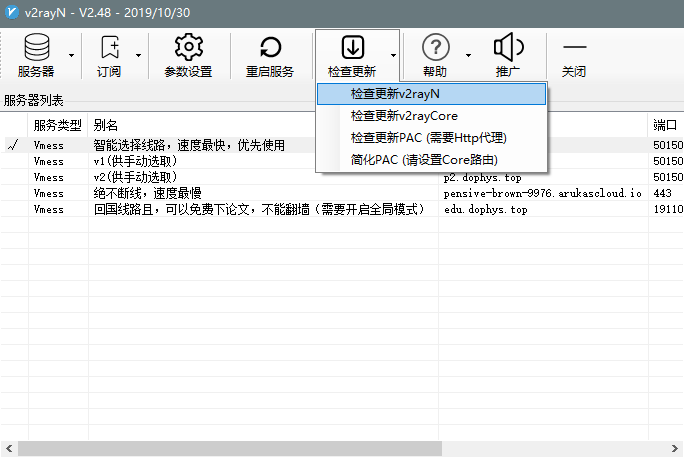 v2rayN - V2.48 - 2019/10/30
服务器 订阅 参数设置 重启服务 检查更新 帮助 推广 关闭
检查更新v2rayN
检查更新v2rayCore
检查更新PAC (需要Http代理)
简化PAC (请设置Core路由)
服务器列表
服务类型 别名 端口
Vmess 智能选择线路，速度最快，优先使用 50150
Vmess v1(供手动选取) 50150
Vmess v2(供手动选取) p2.dophys.top 50150
Vmess 绝不断线，速度最慢 pensive-brown-9976.arukascloud.io 443
Vmess 回国线路且，可以免费下论文，不能翻墙（需要开启全局模式） edu.dophys.top 19110